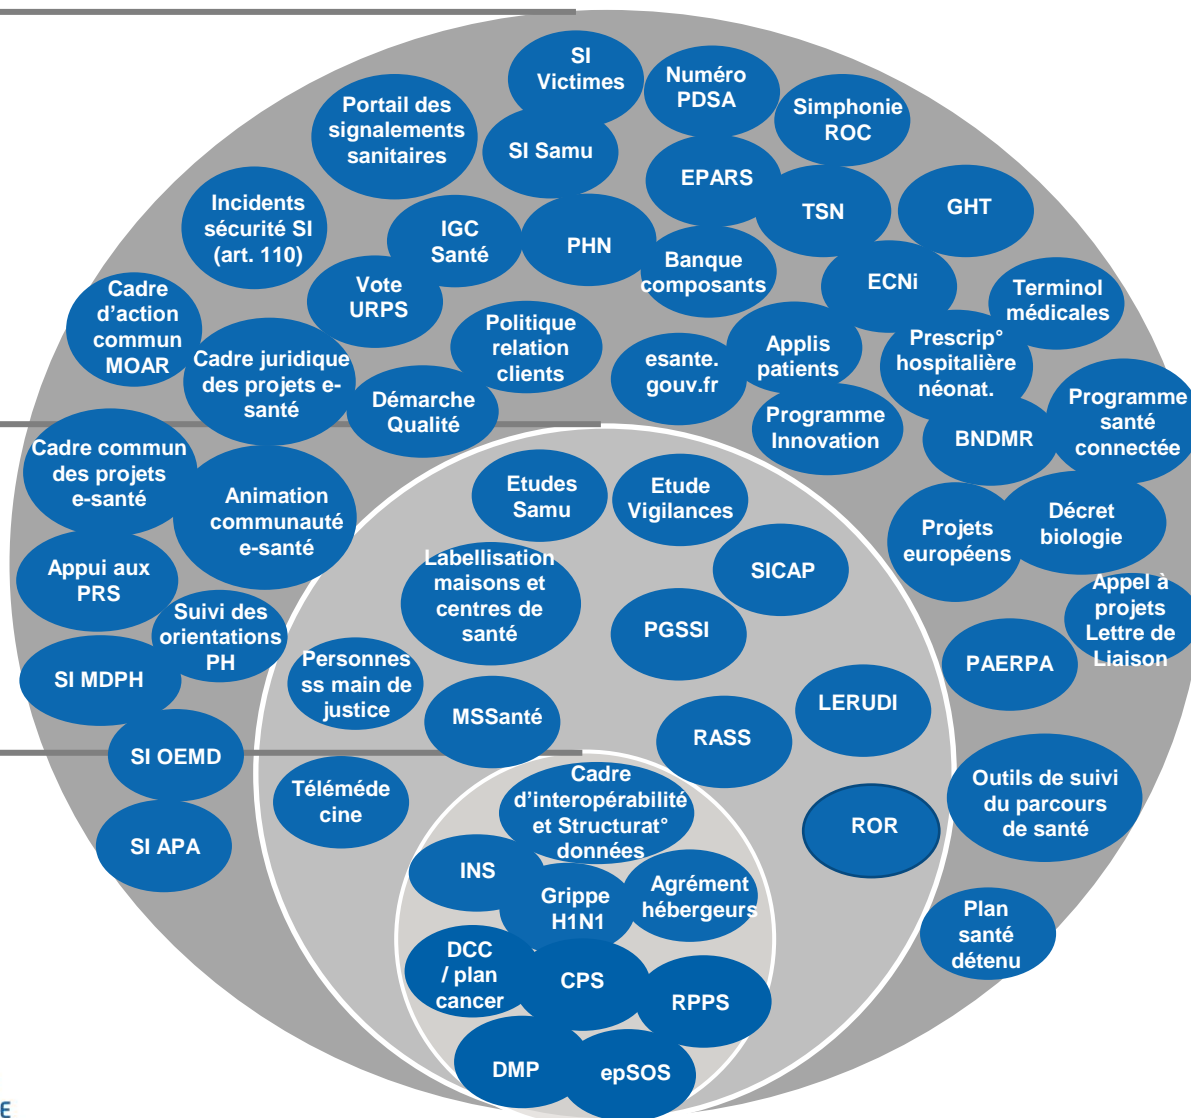 SI
Victimes
Numéro
PDSA
Simphonie
ROC
Portail des
signalements
sanitaires
SI Samu
EPARS
TSN
GHT
Incidents
sécurité SI
(art. 110)
IGC
Santé
PHN
Banque
composants
ECNi
Terminol
médicales
Cadre
d’action
commun
MOAR
Vote
URPS
Politique
relation
clients
esante.
gouv.fr
Applis
patients
Prescrip°
hospitalière
néonat.
Cadre juridique
des projets e-
santé
Démarche
Qualité
Programme
Innovation
BNDMR
Programme
santé
connectée
Cadre commun
des projets
e-santé
Animation
communauté
e-santé
Etudes
Samu
Etude
Vigilances
Projets
européens
Décret
biologie
Appui aux
PRS
Labellisation
maisons et
centres de
santé
SICAP
Appel à
projets
Lettre de
Liaison
Suivi des
orientations
PH
PGSSI
PAERPA
SI MDPH
Personnes
ss main de
justice
MSSanté
RASS
LERUDI
SI OEMD
Téléméde
cine
Cadre
d’interopérabilité
et Structurat°
données
ROR
Outils de suivi
du parcours
de santé
SI APA
INS
Grippe
H1N1
Agrément
hébergeurs
Plan
santé
détenu
DCC
/ plan
cancer
CPS
RPPS
DMP
epSOS
E